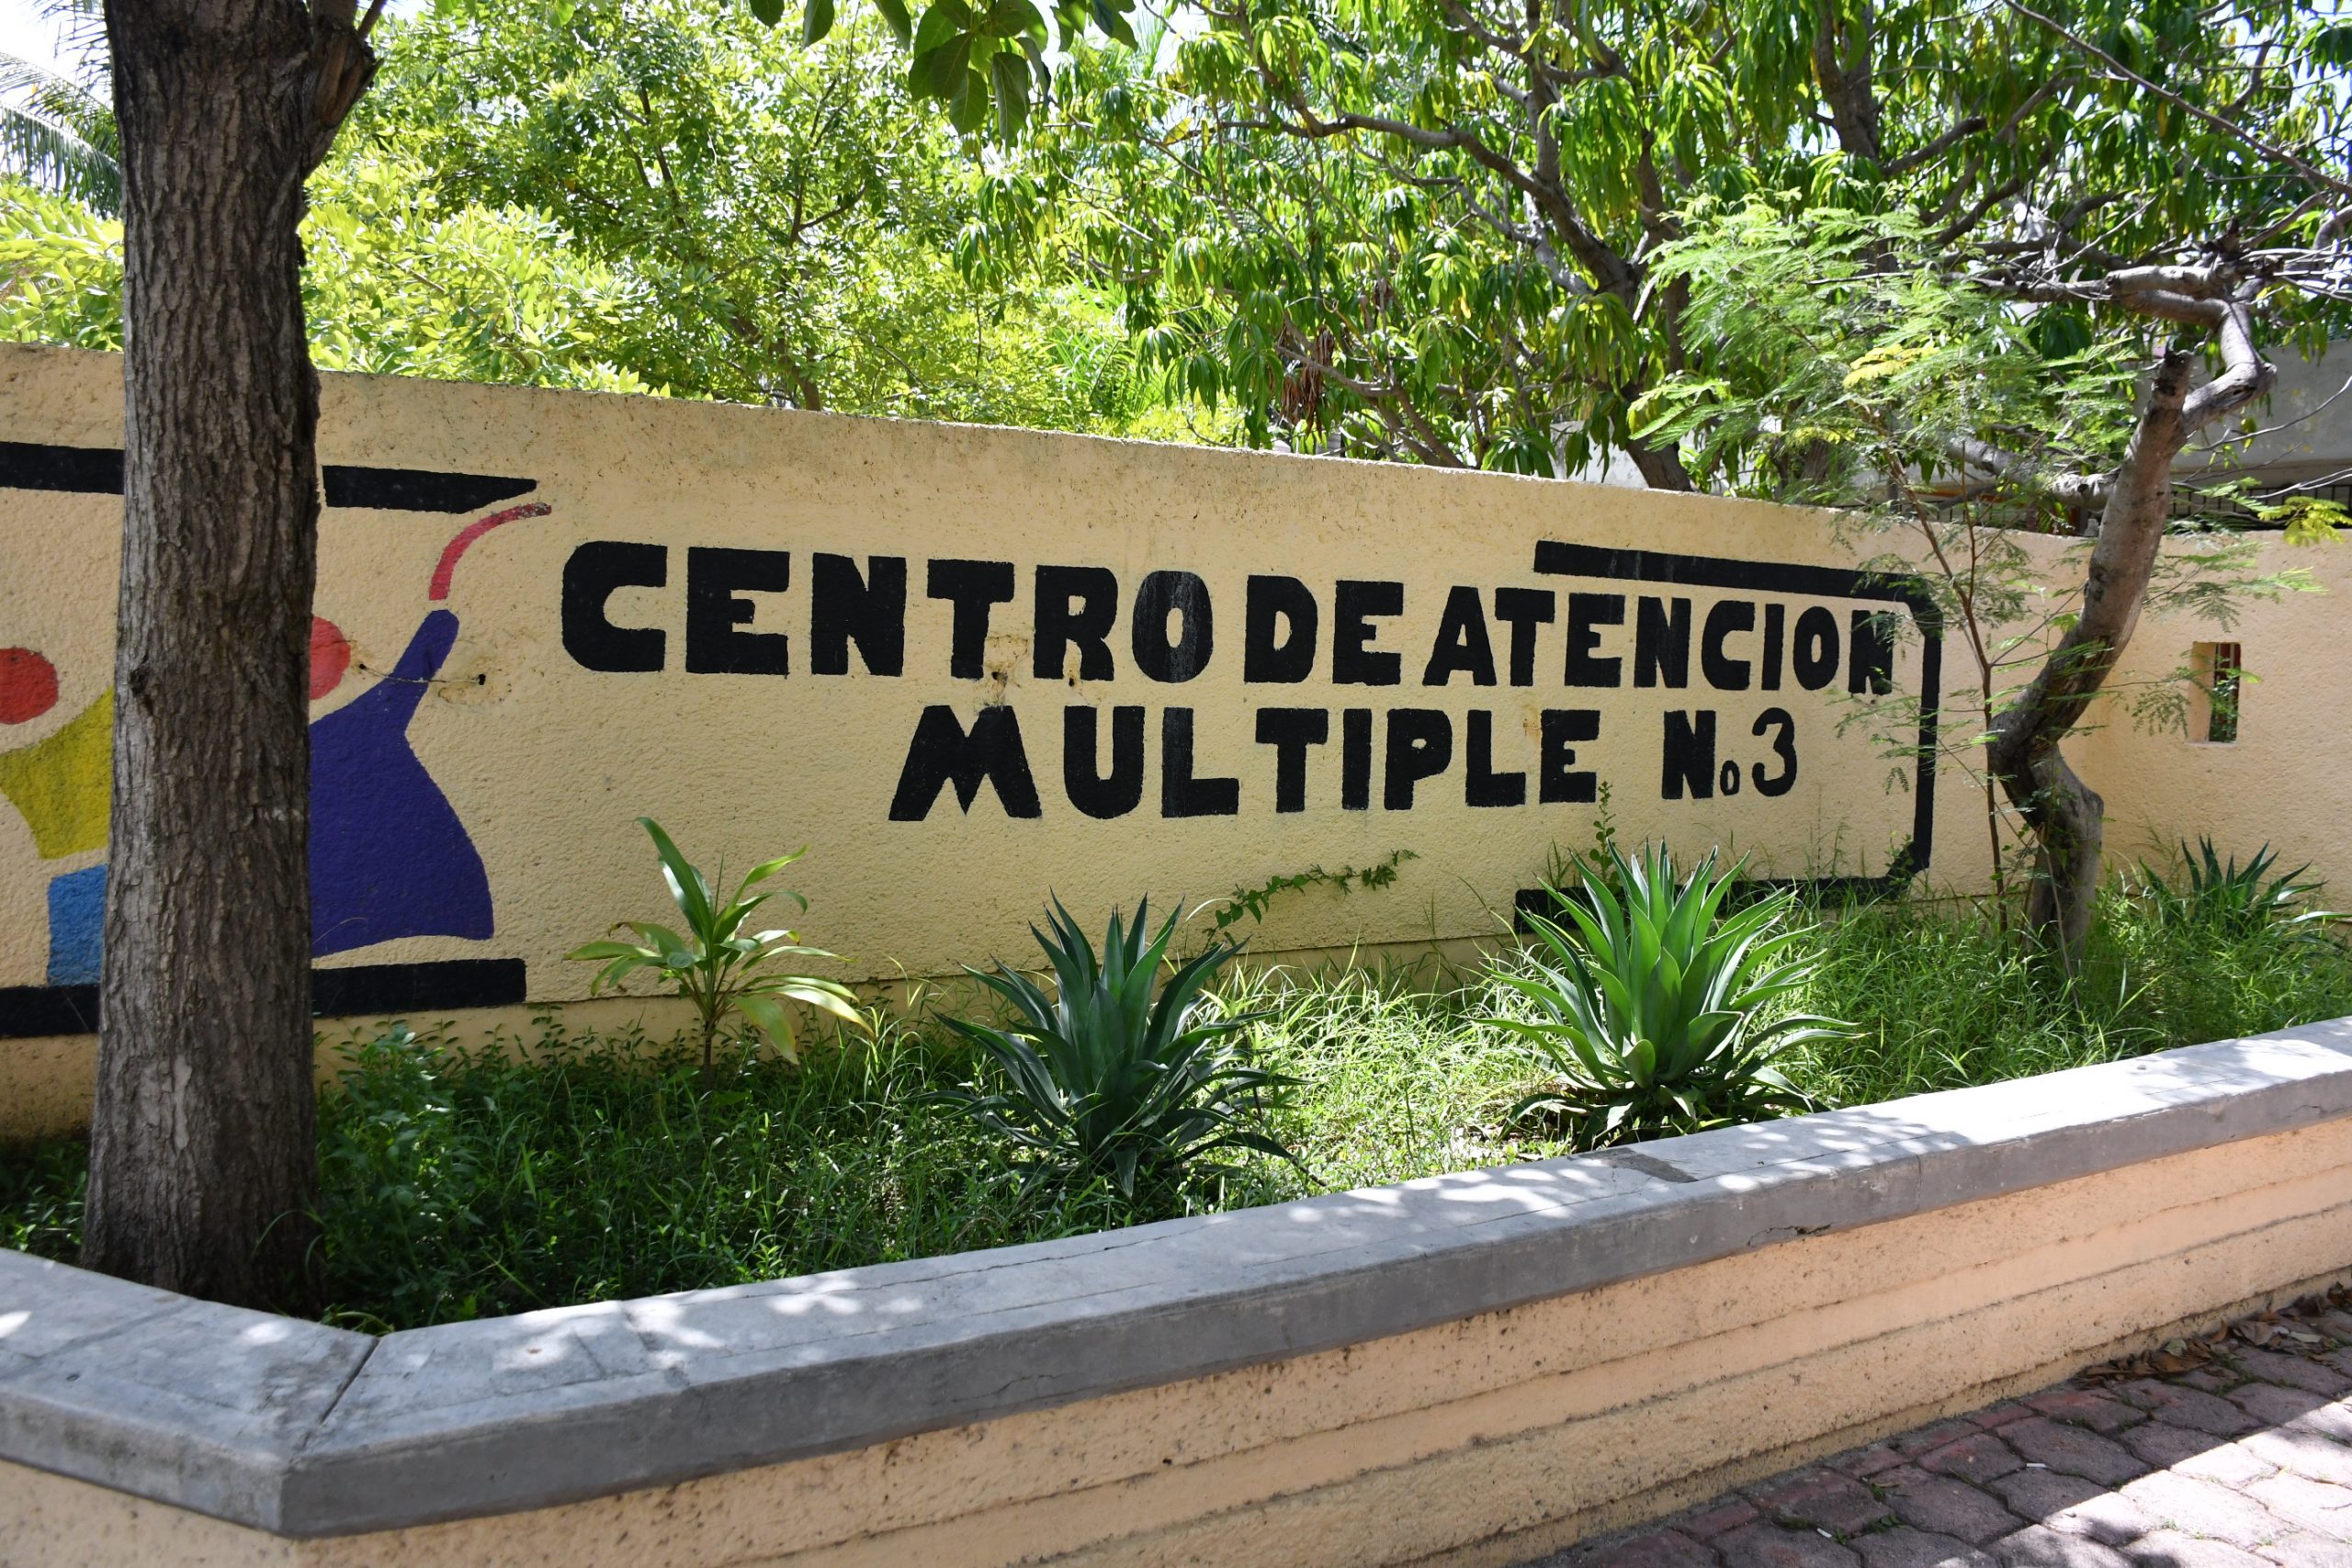 CENTRO DE ATENCION
MULTIPLE No 3